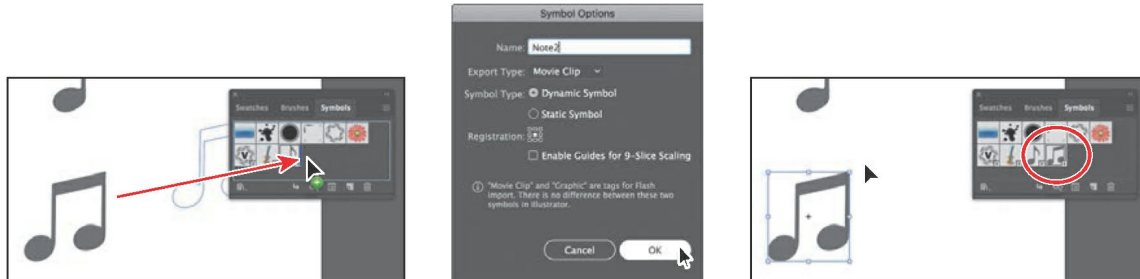 Swatches Brushes Symbols
Symbol Options
Name: Note2
Export Type: Movie Clip
Symbol Type: Dynamic Symbol
Static Symbol
Registration:
Enable Guides for 9-Slice Scaling
"Movie Clip" and "Graphic" are tags for Flash
import. There is no difference between these two
symbols in Illustrator.
Cancel OK
Swatches Brushes Symbols